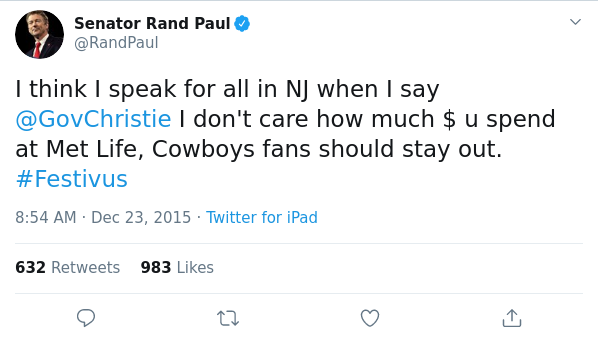 Senator Rand Paul
@RandPaul
I think I speak for all in NJ when I say
@GovChristie I don't care how much $ u spend
at Met Life, Cowboys fans should stay out.
#Festivus
8:54 AM · Dec 23, 2015 · Twitter for iPad
632 Retweets 983 Likes